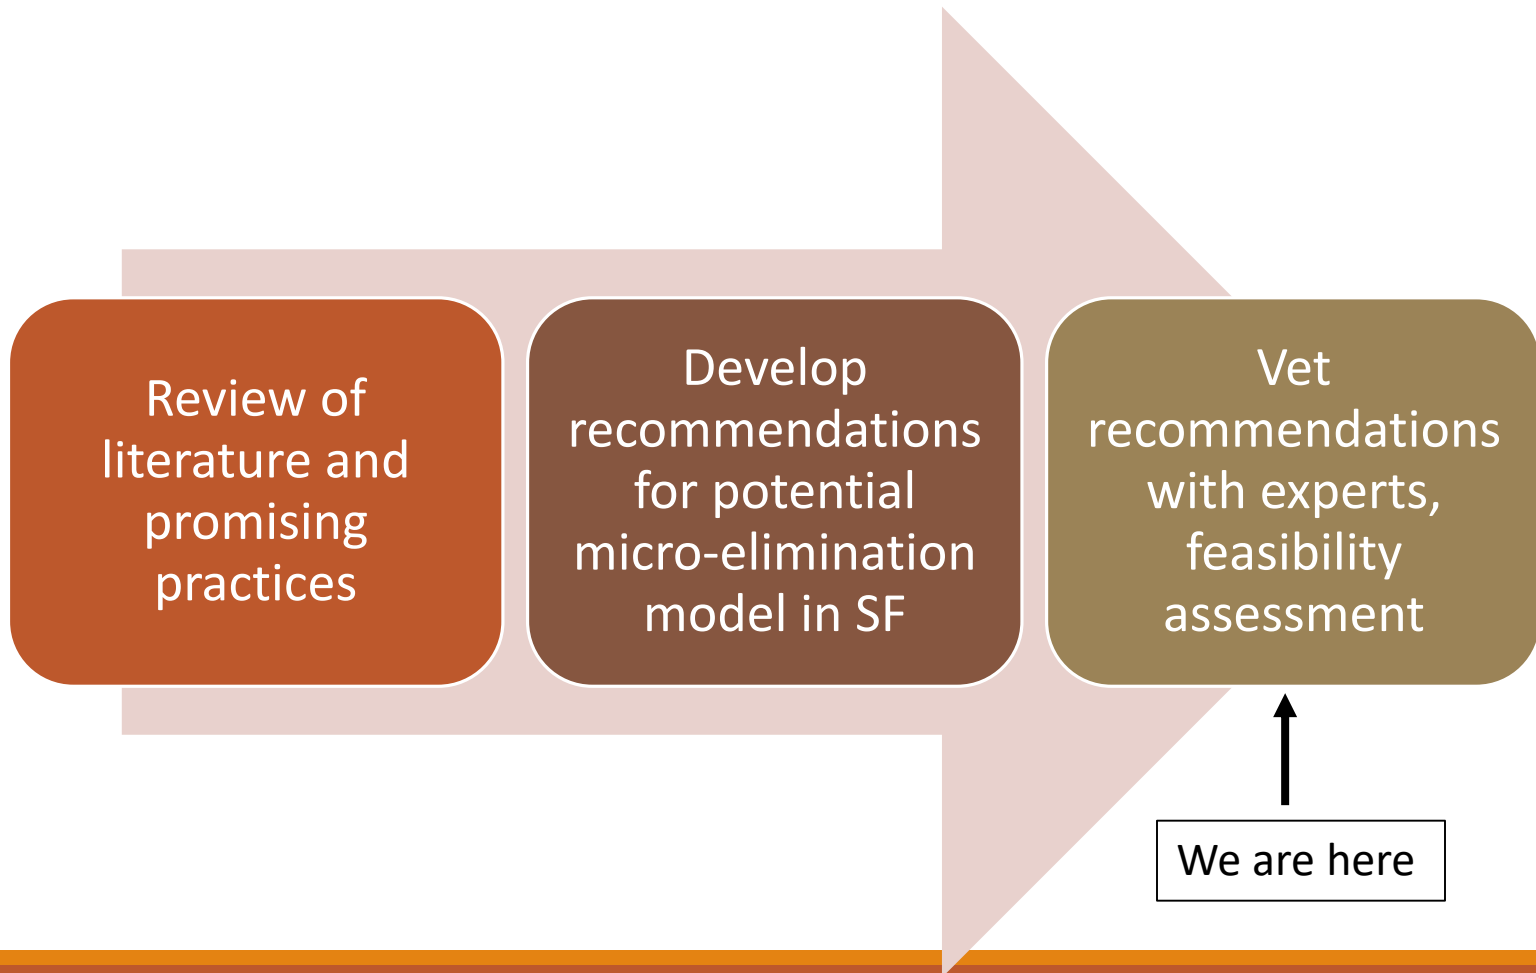 Review of
literature and
promising
practices
Develop
recommendations
for potential
micro-elimination
model in SF
Vet
recommendations
with experts,
feasibility
assessment
We are here